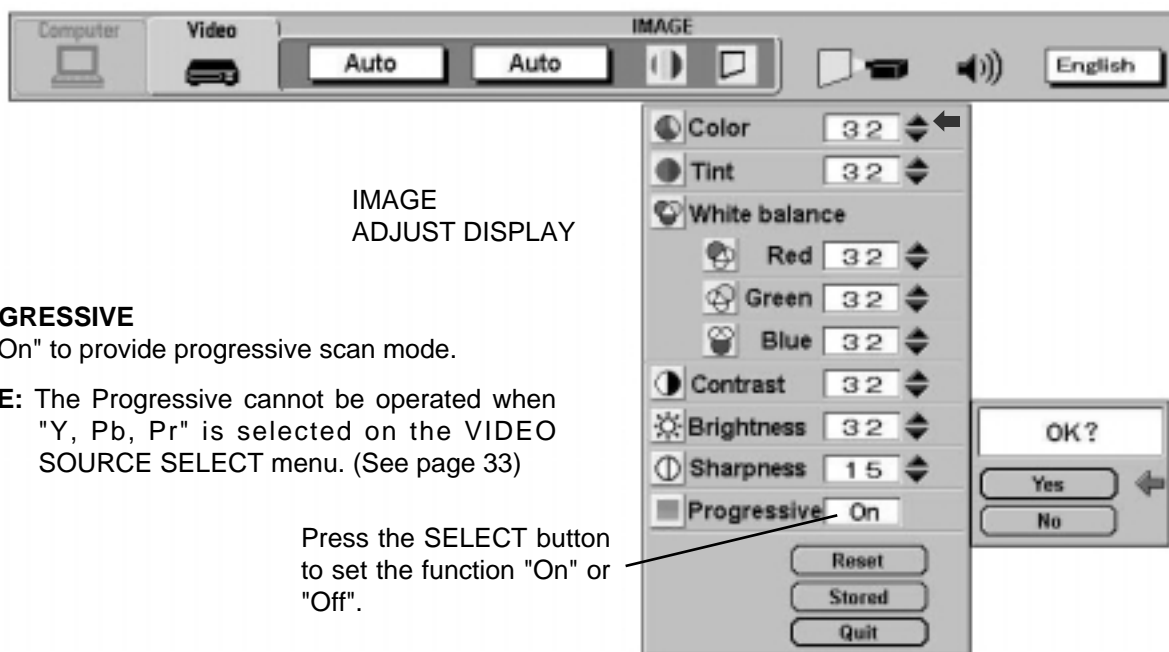 Computer Video IMAGE
Auto Auto English
Color 32
Tint 32
White balance
Red 32
Green 32
Blue 32
Contrast 32
Brightness 32
Sharpness 15
Progressive On
Reset
Stored
Quit
OK?
Yes
No
IMAGE
ADJUST DISPLAY
GRESSIVE
On" to provide progressive scan mode.
E: The Progressive cannot be operated when
"Y, Pb, Pr" is selected on the VIDEO
SOURCE SELECT menu. (See page 33)
Press the SELECT button
to set the function "On" or
"Off".